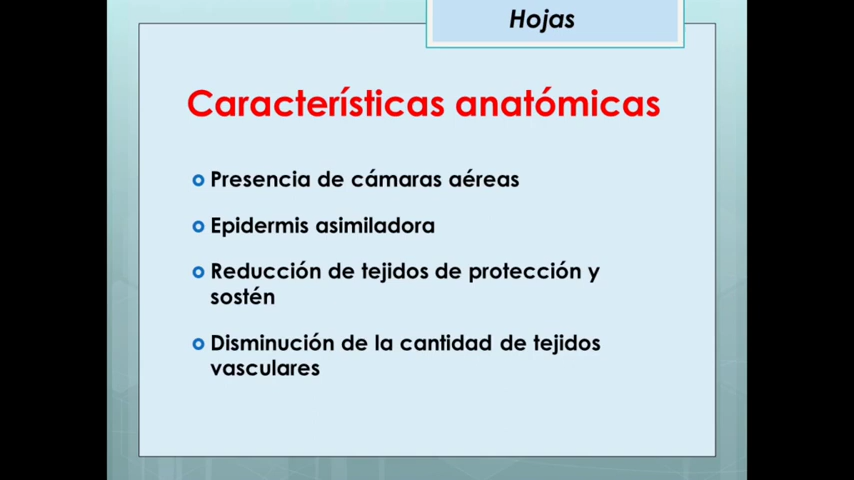 Hojas
Características anatómicas
Presencia de cámaras aéreas
Epidermis asimiladora
Reducción de tejidos de protección y
sostén
Disminución de la cantidad de tejidos
vasculares